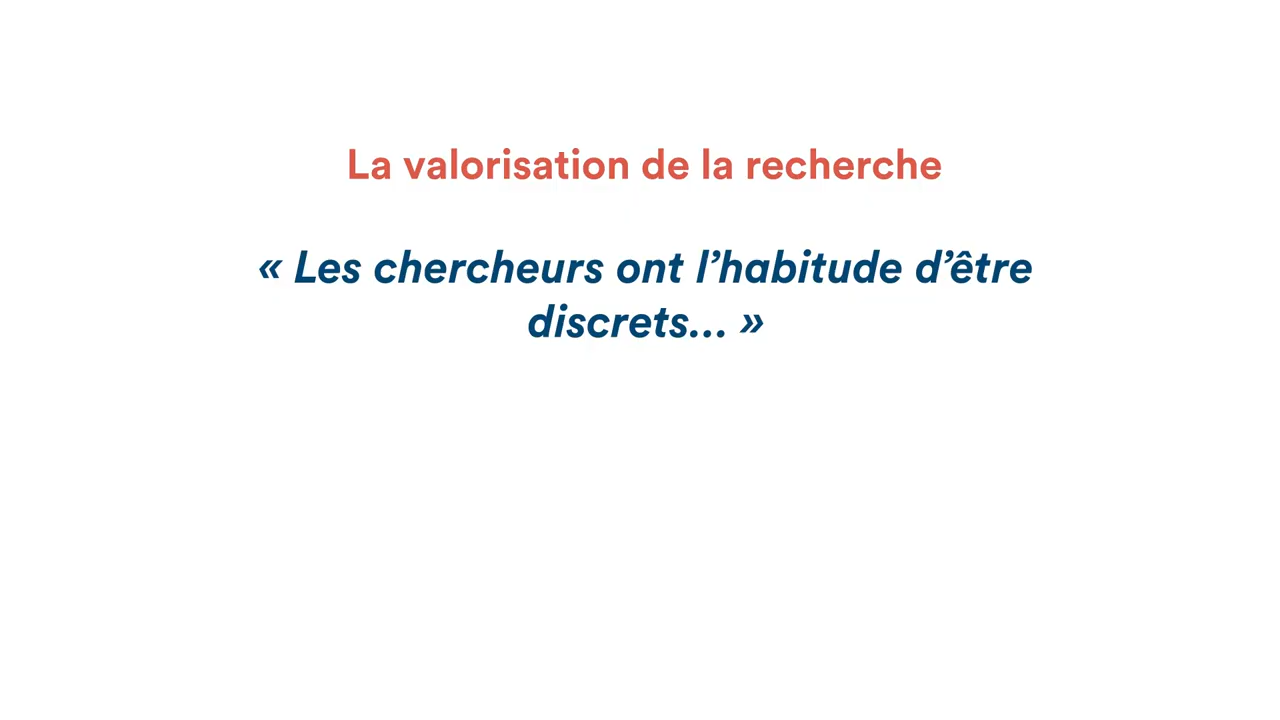 La valorisation de la recherche
« Les chercheurs ont l’habitude d’être
discrets... »